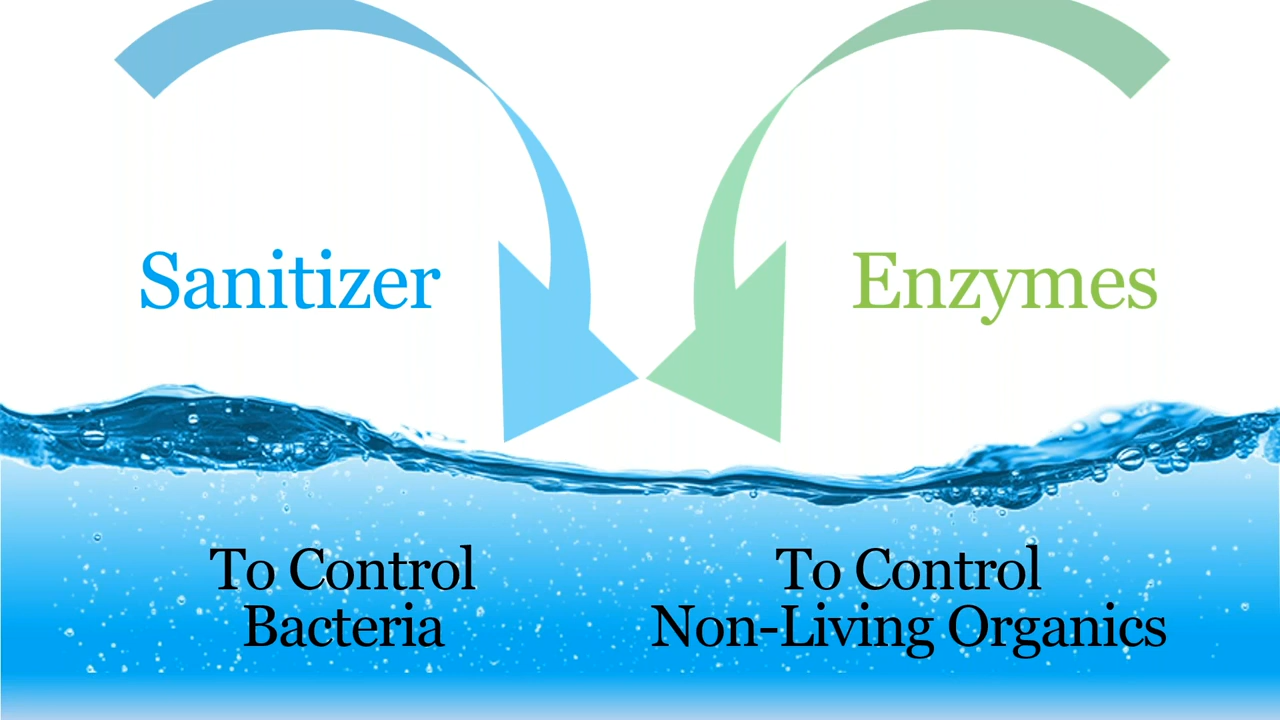 Sanitizer
Enzymes
To Control
Bacteria
To Control
Non-Living Organics